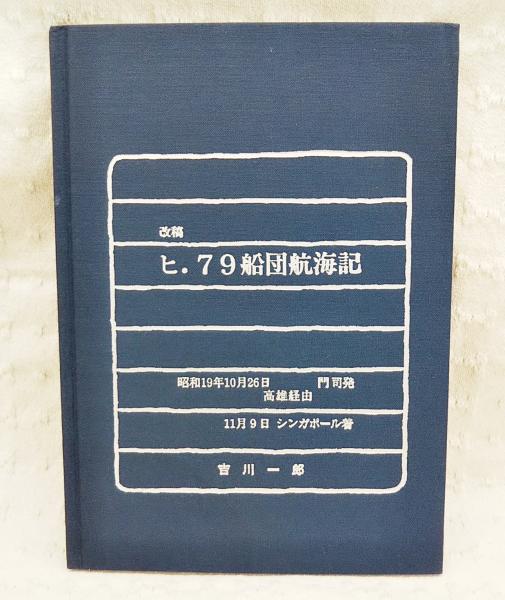 改稿
ヒ.79船団航海記
昭和19年10月26日 門司発
高雄経由
11月9日 シンガポール着
吉川一郎